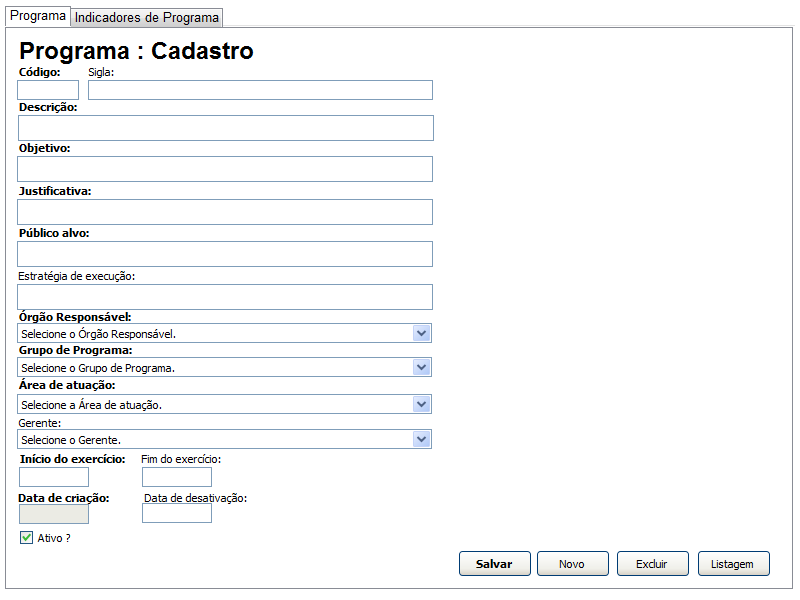 Programa Indicadores de Programa
Programa : Cadastro
Código: Sigla:
Descrição:
Objetivo:
Justificativa:
Público alvo:
Estratégia de execução:
Órgão Responsável:
Selecione o Órgão Responsável.
Grupo de Programa:
Selecione o Grupo de Programa.
Área de atuação:
Selecione a Área de atuação.
Gerente:
Selecione o Gerente.
Início do exercício: Fim do exercício:
Data de criação: Data de desativação:
Ativo ?
Salvar Novo Excluir Listagem